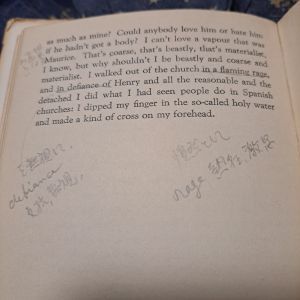 as much as mine? Could anybody love him or hate him
if he hadn't got a body? I can't love a vapour that was
Maurice. That's coarse, that's beastly, that's materialist,
I know, but why shouldn't I be beastly and coarse and
materialist. I walked out of the church in a flaming rage,
and in defiance of Henry and all the reasonable and the
detached I did what I had seen people do in Spanish
churches: I dipped my finger in the so-called holy water
and made a kind of cross on my forehead.
defiance
rage